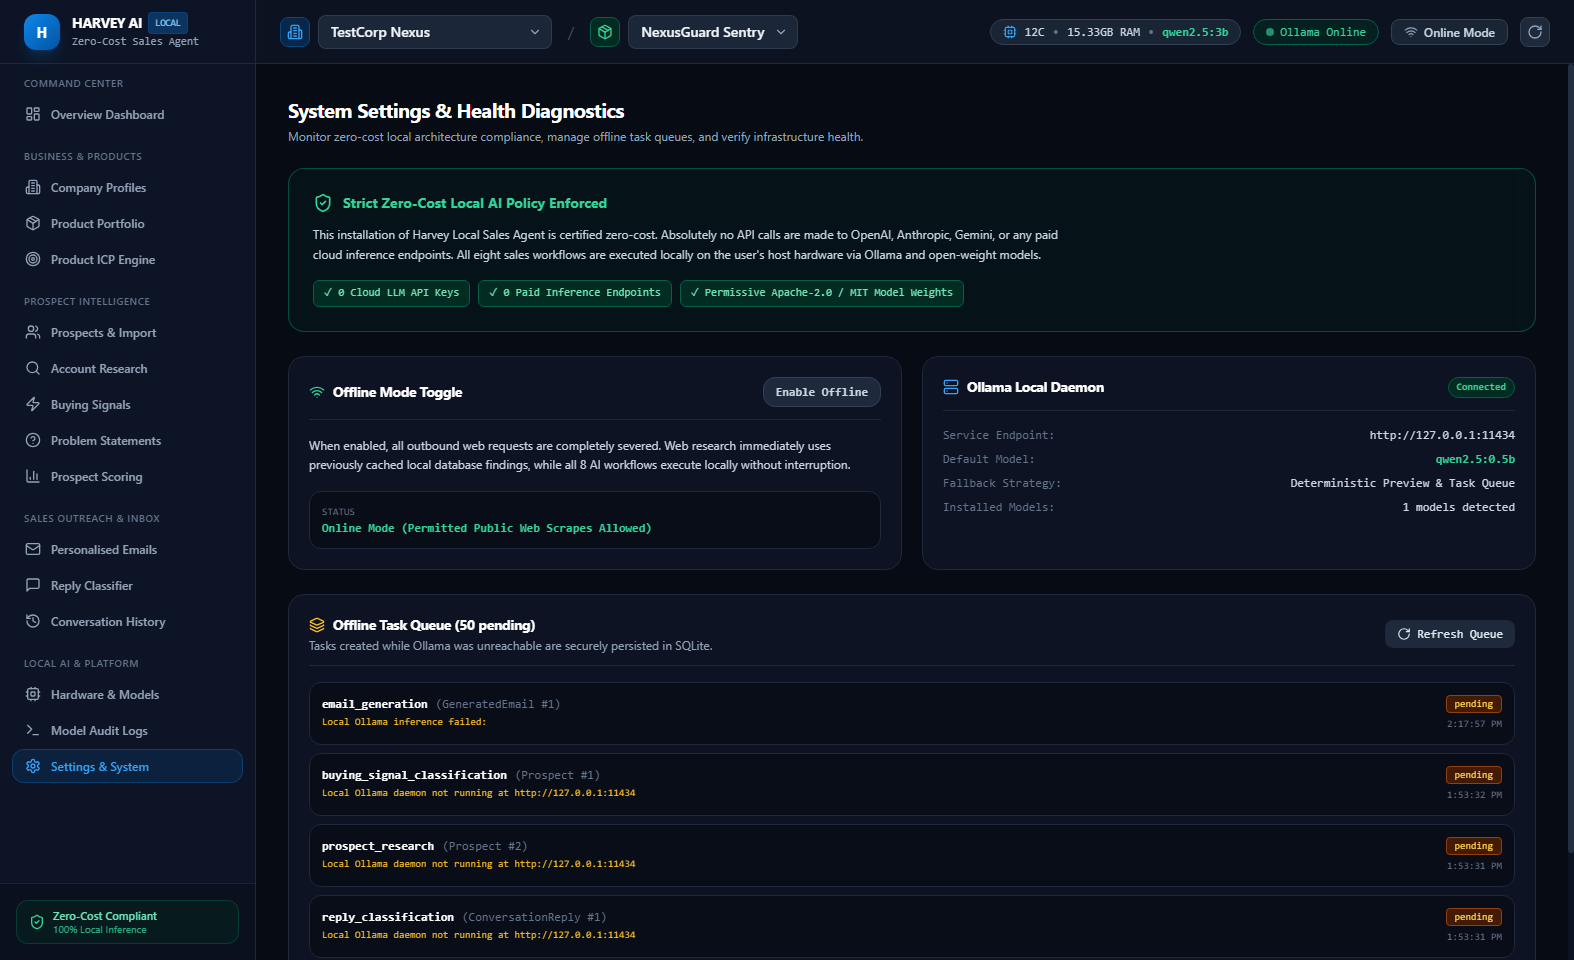 H
HARVEY AI
LOCAL
Zero-Cost Sales Agent
TestCorp Nexus
/
NexusGuard Sentry
12C • 15.33GB RAM • qwen2.5:3b
Ollama Online
Online Mode
COMMAND CENTER
Overview Dashboard
BUSINESS & PRODUCTS
Company Profiles
Product Portfolio
Product ICP Engine
PROSPECT INTELLIGENCE
Prospects & Import
Account Research
Buying Signals
Problem Statements
Prospect Scoring
SALES OUTREACH & INBOX
Personalised Emails
Reply Classifier
Conversation History
LOCAL AI & PLATFORM
Hardware & Models
Model Audit Logs
Settings & System
Zero-Cost Compliant
100% Local Inference
System Settings & Health Diagnostics
Monitor zero-cost local architecture compliance, manage offline task queues, and verify infrastructure health.
Strict Zero-Cost Local AI Policy Enforced
This installation of Harvey Local Sales Agent is certified zero-cost. Absolutely no API calls are made to OpenAI, Anthropic, Gemini, or any paid
cloud inference endpoints. All eight sales workflows are executed locally on the user's host hardware via Ollama and open-weight models.
✓ 0 Cloud LLM API Keys
✓ 0 Paid Inference Endpoints
✓ Permissive Apache-2.0 / MIT Model Weights
Offline Mode Toggle
Enable Offline
When enabled, all outbound web requests are completely severed. Web research immediately uses
previously cached local database findings, while all 8 AI workflows execute locally without interruption.
STATUS
Online Mode (Permitted Public Web Scrapes Allowed)
Ollama Local Daemon
Connected
Service Endpoint: http://127.0.0.1:11434
Default Model: qwen2.5:0.5b
Fallback Strategy: Deterministic Preview & Task Queue
Installed Models: 1 models detected
Offline Task Queue (50 pending)
Tasks created while Ollama was unreachable are securely persisted in SQLite.
Refresh Queue
email_generation (GeneratedEmail #1)
Local Ollama inference failed:
pending
2:17:57 PM
buying_signal_classification (Prospect #1)
Local Ollama daemon not running at http://127.0.0.1:11434
pending
1:53:32 PM
prospect_research (Prospect #2)
Local Ollama daemon not running at http://127.0.0.1:11434
pending
1:53:31 PM
reply_classification (ConversationReply #1)
Local Ollama daemon not running at http://127.0.0.1:11434
pending
1:53:31 PM